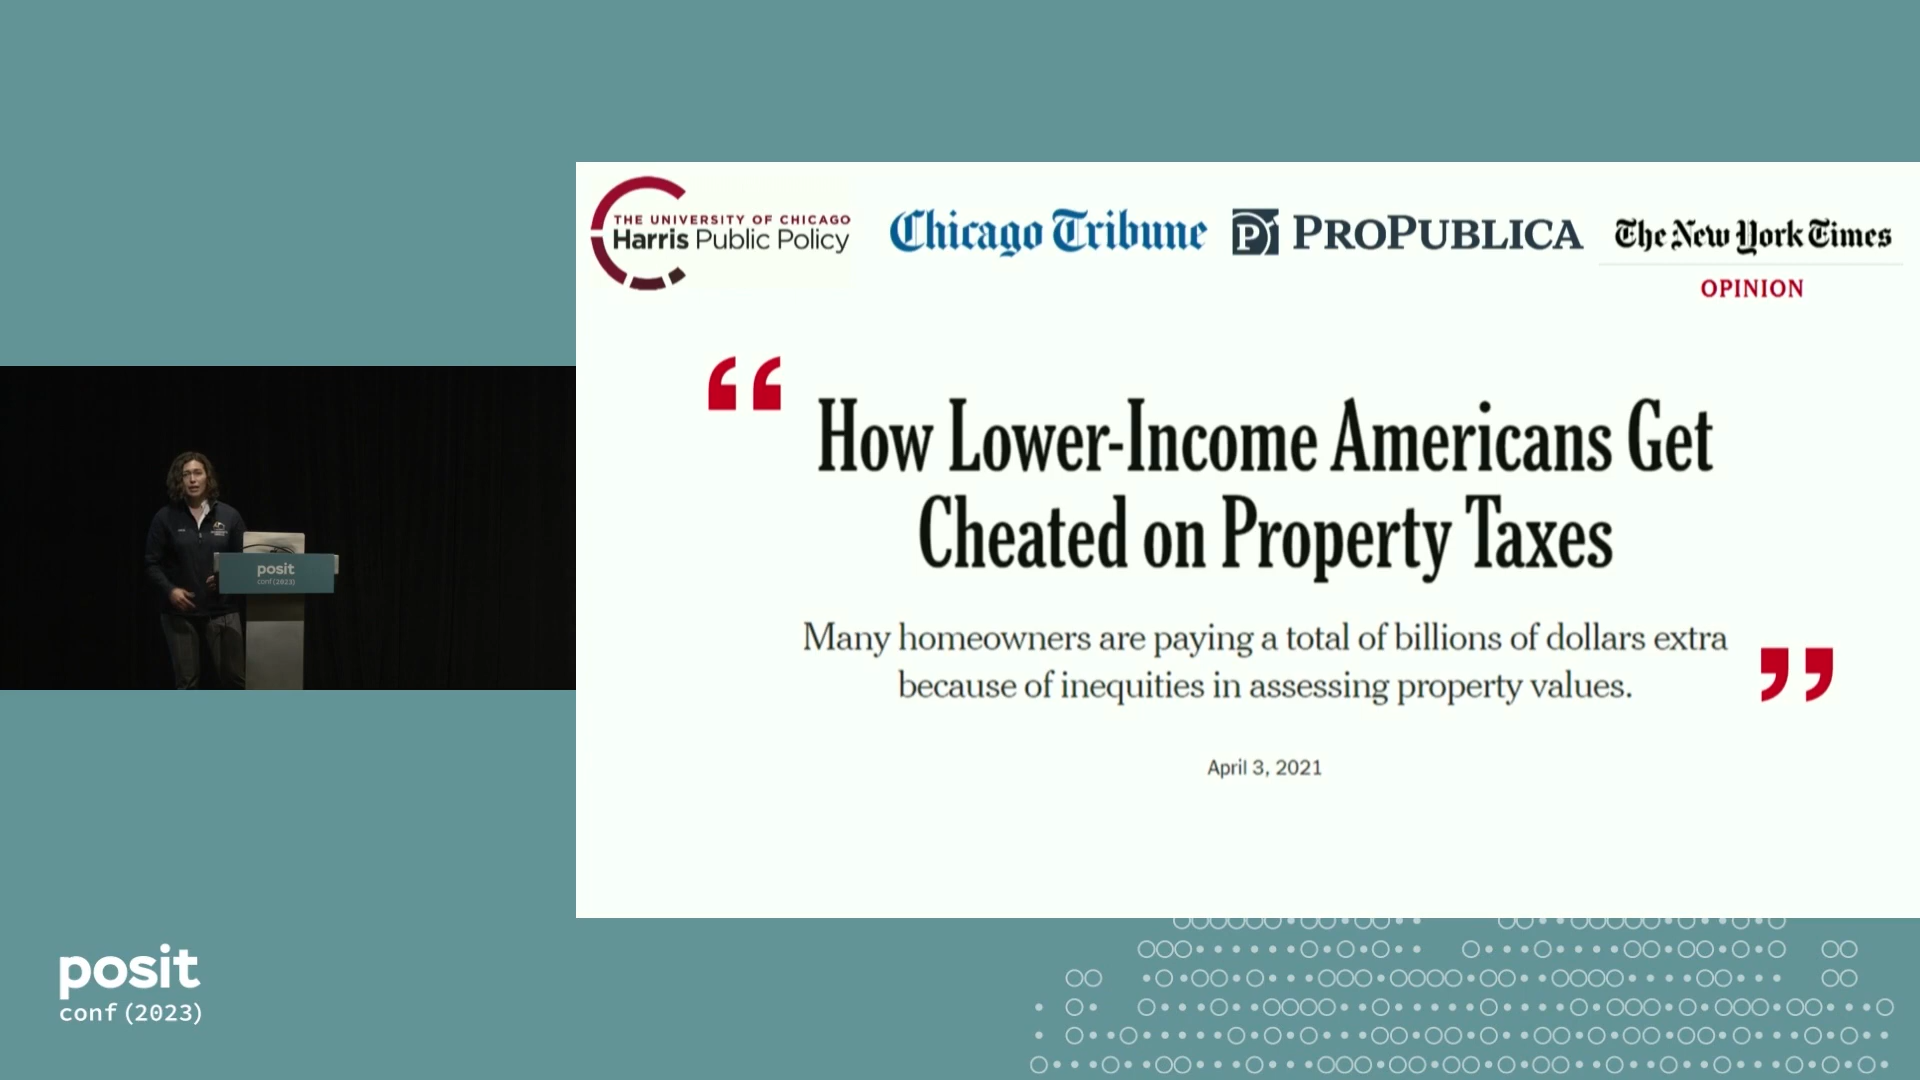 THE UNIVERSITY OF CHICAGO
Harris Public Policy
Chicago Tribune
PROPUBLICA
The New York Times
OPINION
“ How Lower-Income Americans Get
Cheated on Property Taxes
Many homeowners are paying a total of billions of dollars extra
because of inequities in assessing property values. ”
April 3, 2021
posit
conf(2023)
posit
conf(2023)